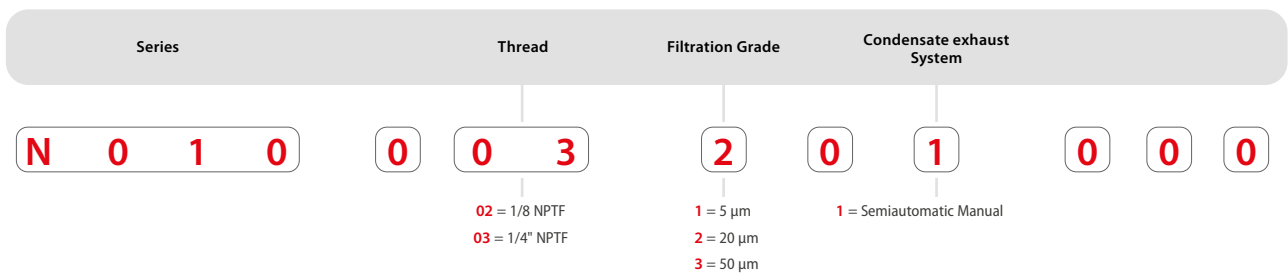 Series Thread Filtration Grade Condensate exhaust
System
N 0 1 0 0 0 3 2 0 1 0 0 0
02 = 1/8 NPTF 1 = 5 µm 1 = Semiautomatic Manual
03 = 1/4" NPTF 2 = 20 µm
3 = 50 µm